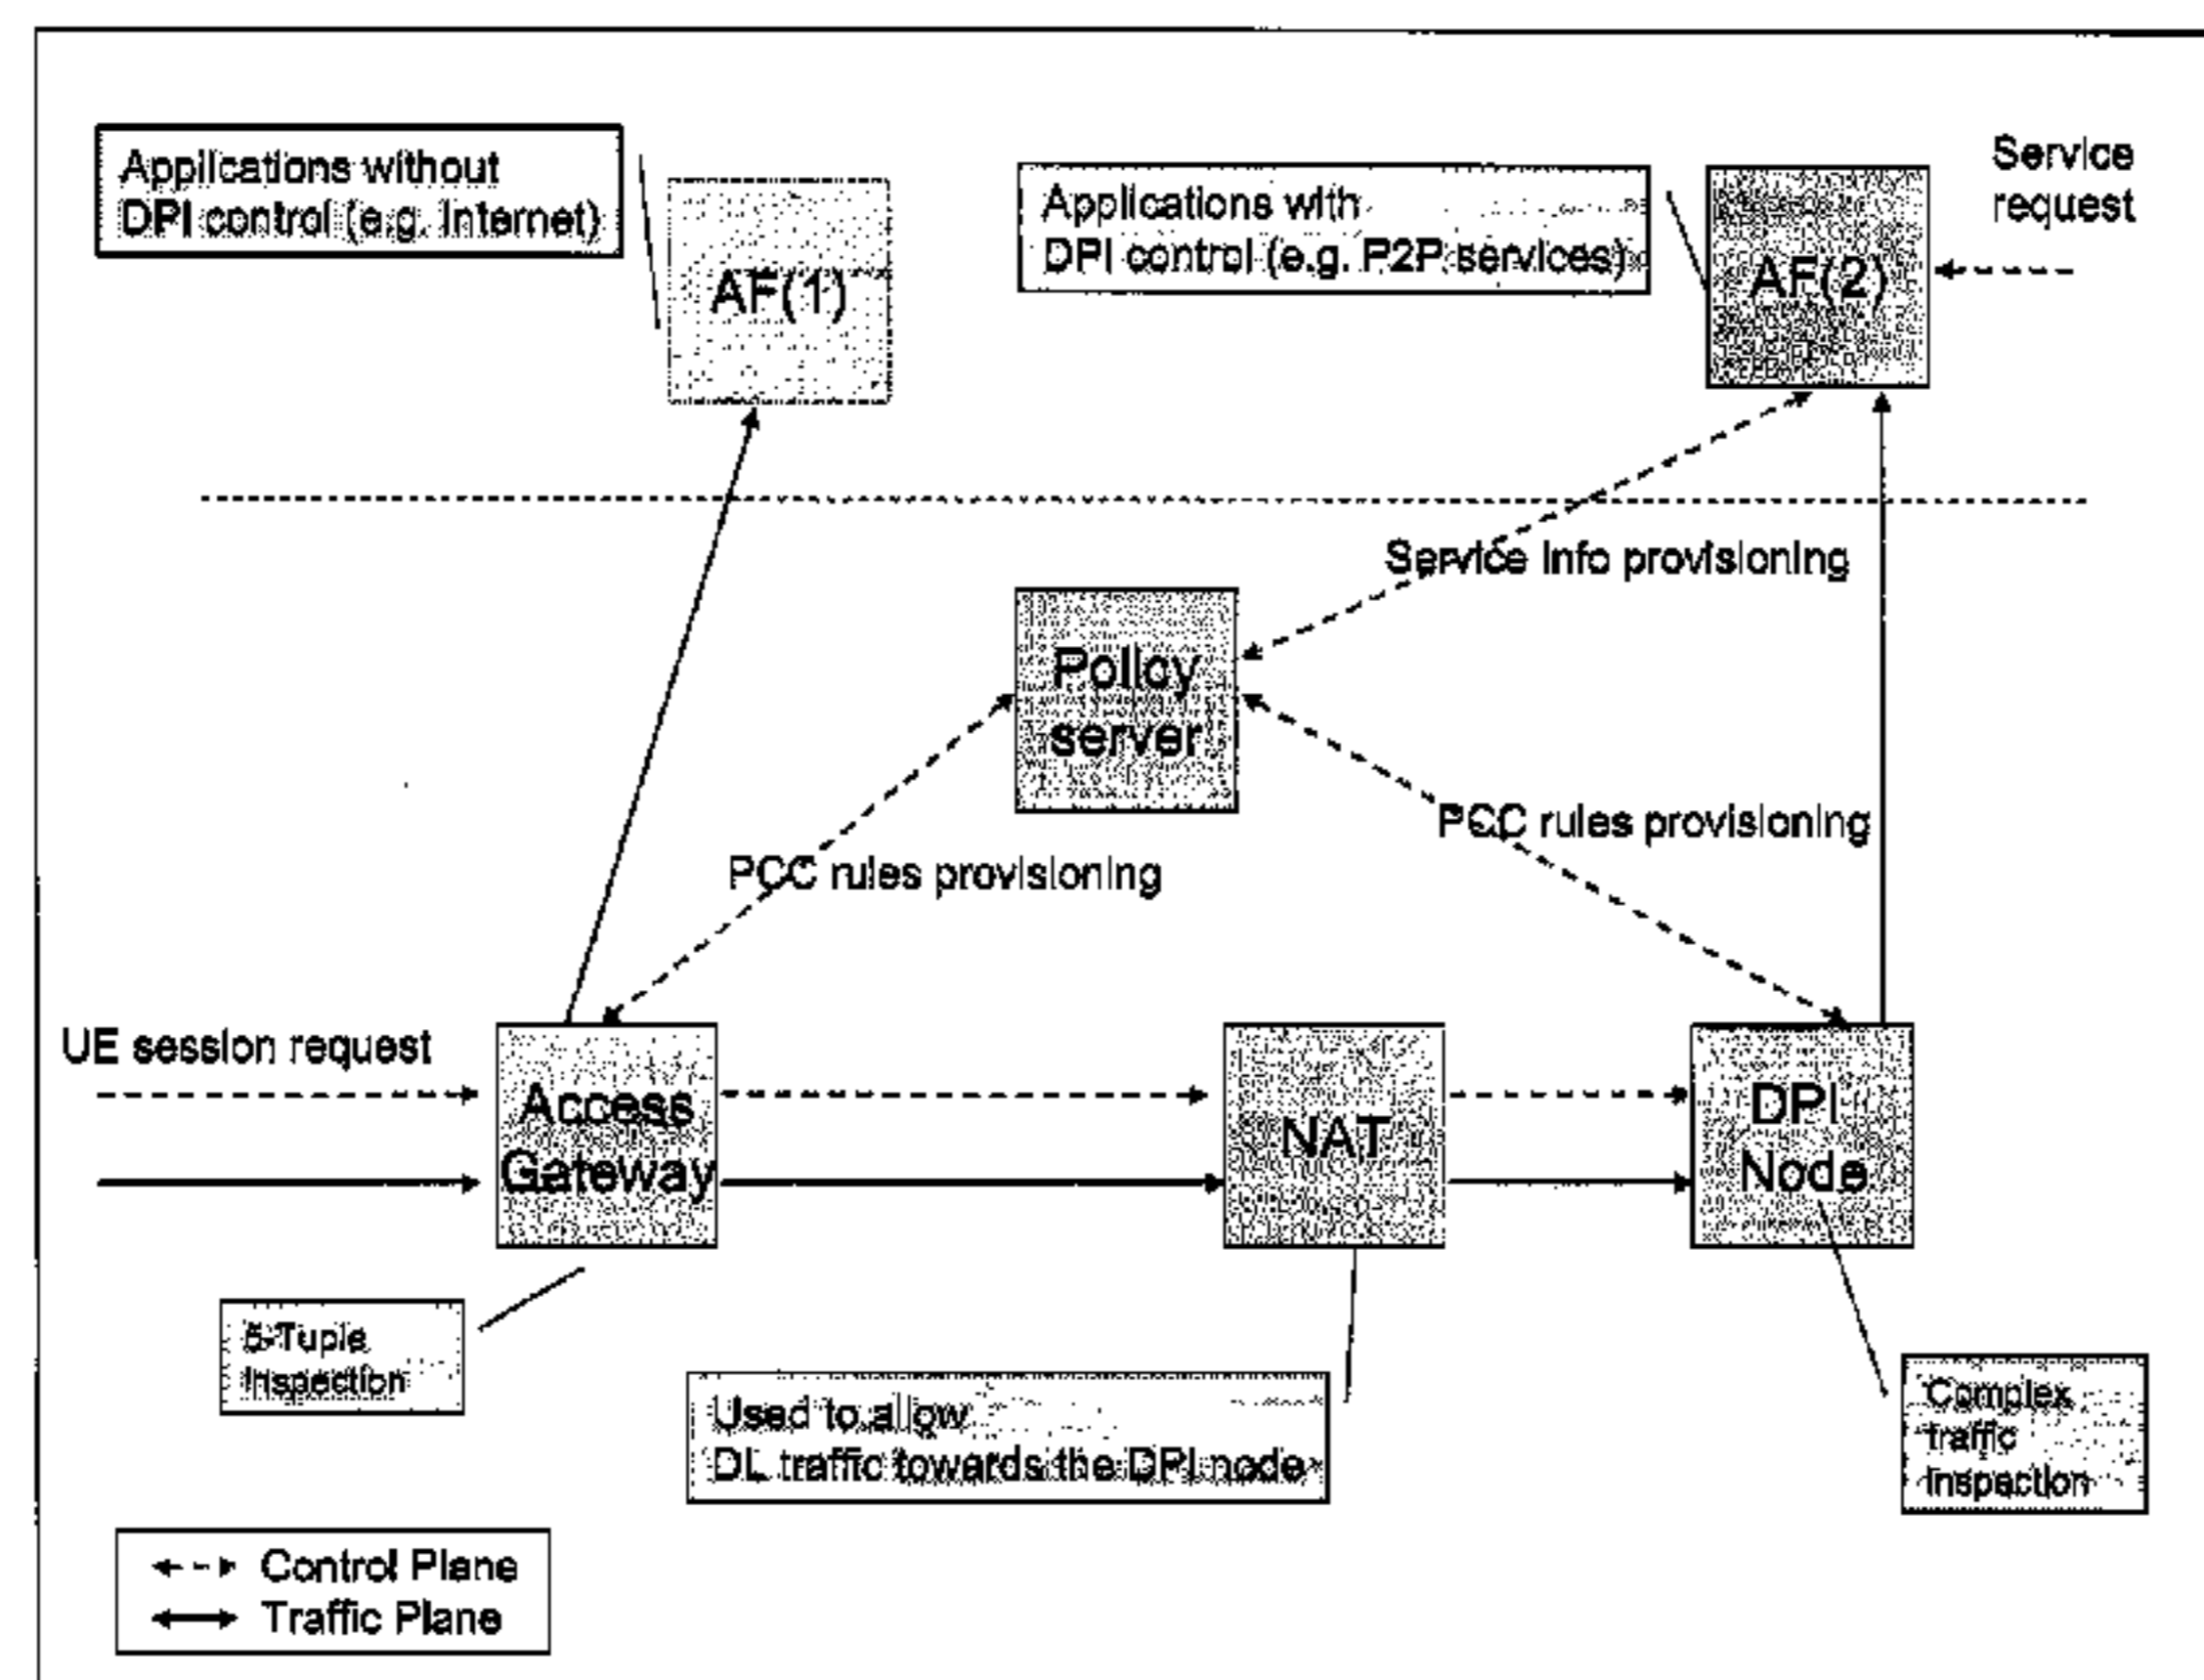 Applications without
DPI control (e.g. Internet)
AF(1)
Applications with
DPI control (e.g. P2P services)
AF(2)
Service
request
Service info provisioning
Policy
server
PCC rules provisioning
PCC rules provisioning
UE session request
Access
Gateway
NAT
DPI
Node
5-Tuple
Inspection
Used to allow
DL traffic towards the DPI node
Complex
traffic
inspection
Control Plane
Traffic Plane